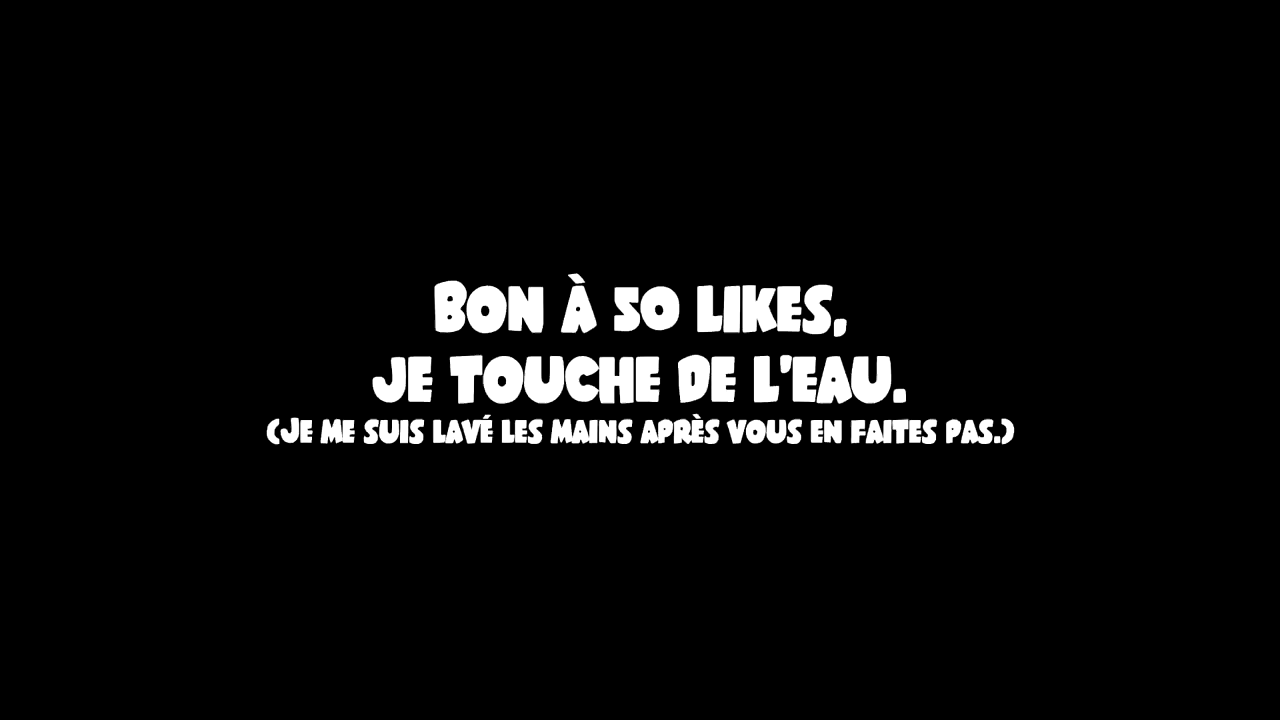 BON À 50 LIKES,
JE TOUCHE DE L'EAU.
(JE ME SUIS LAVÉ LES MAINS APRÈS VOUS EN FAITES PAS.)